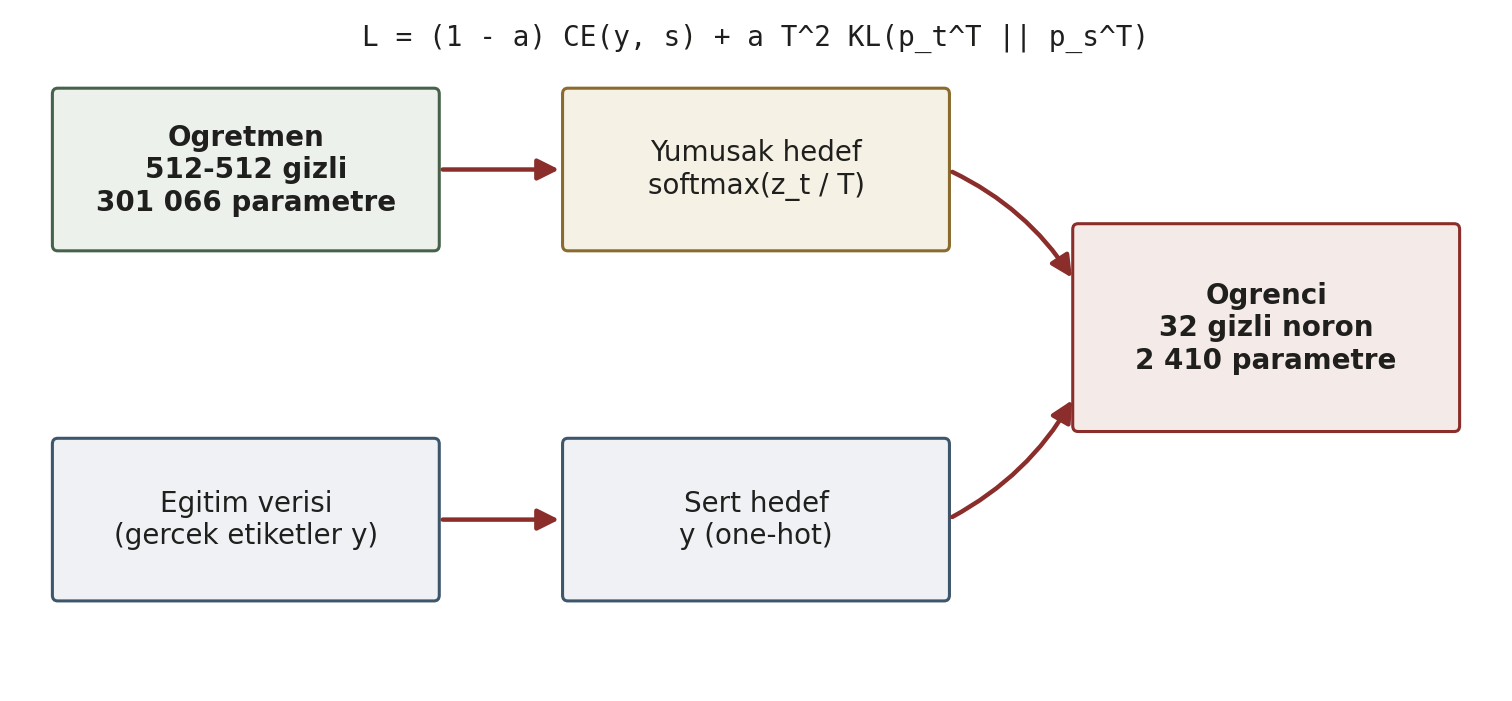 L = (1 - a) CE(y, s) + a T^2 KL(p_t^T || p_s^T)
Ogretmen
512-512 gizli
301 066 parametre
Yumusak hedef
softmax(z_t / T)
Ogrenci
32 gizli noron
2 410 parametre
Egitim verisi
(gercek etiketler y)
Sert hedef
y (one-hot)